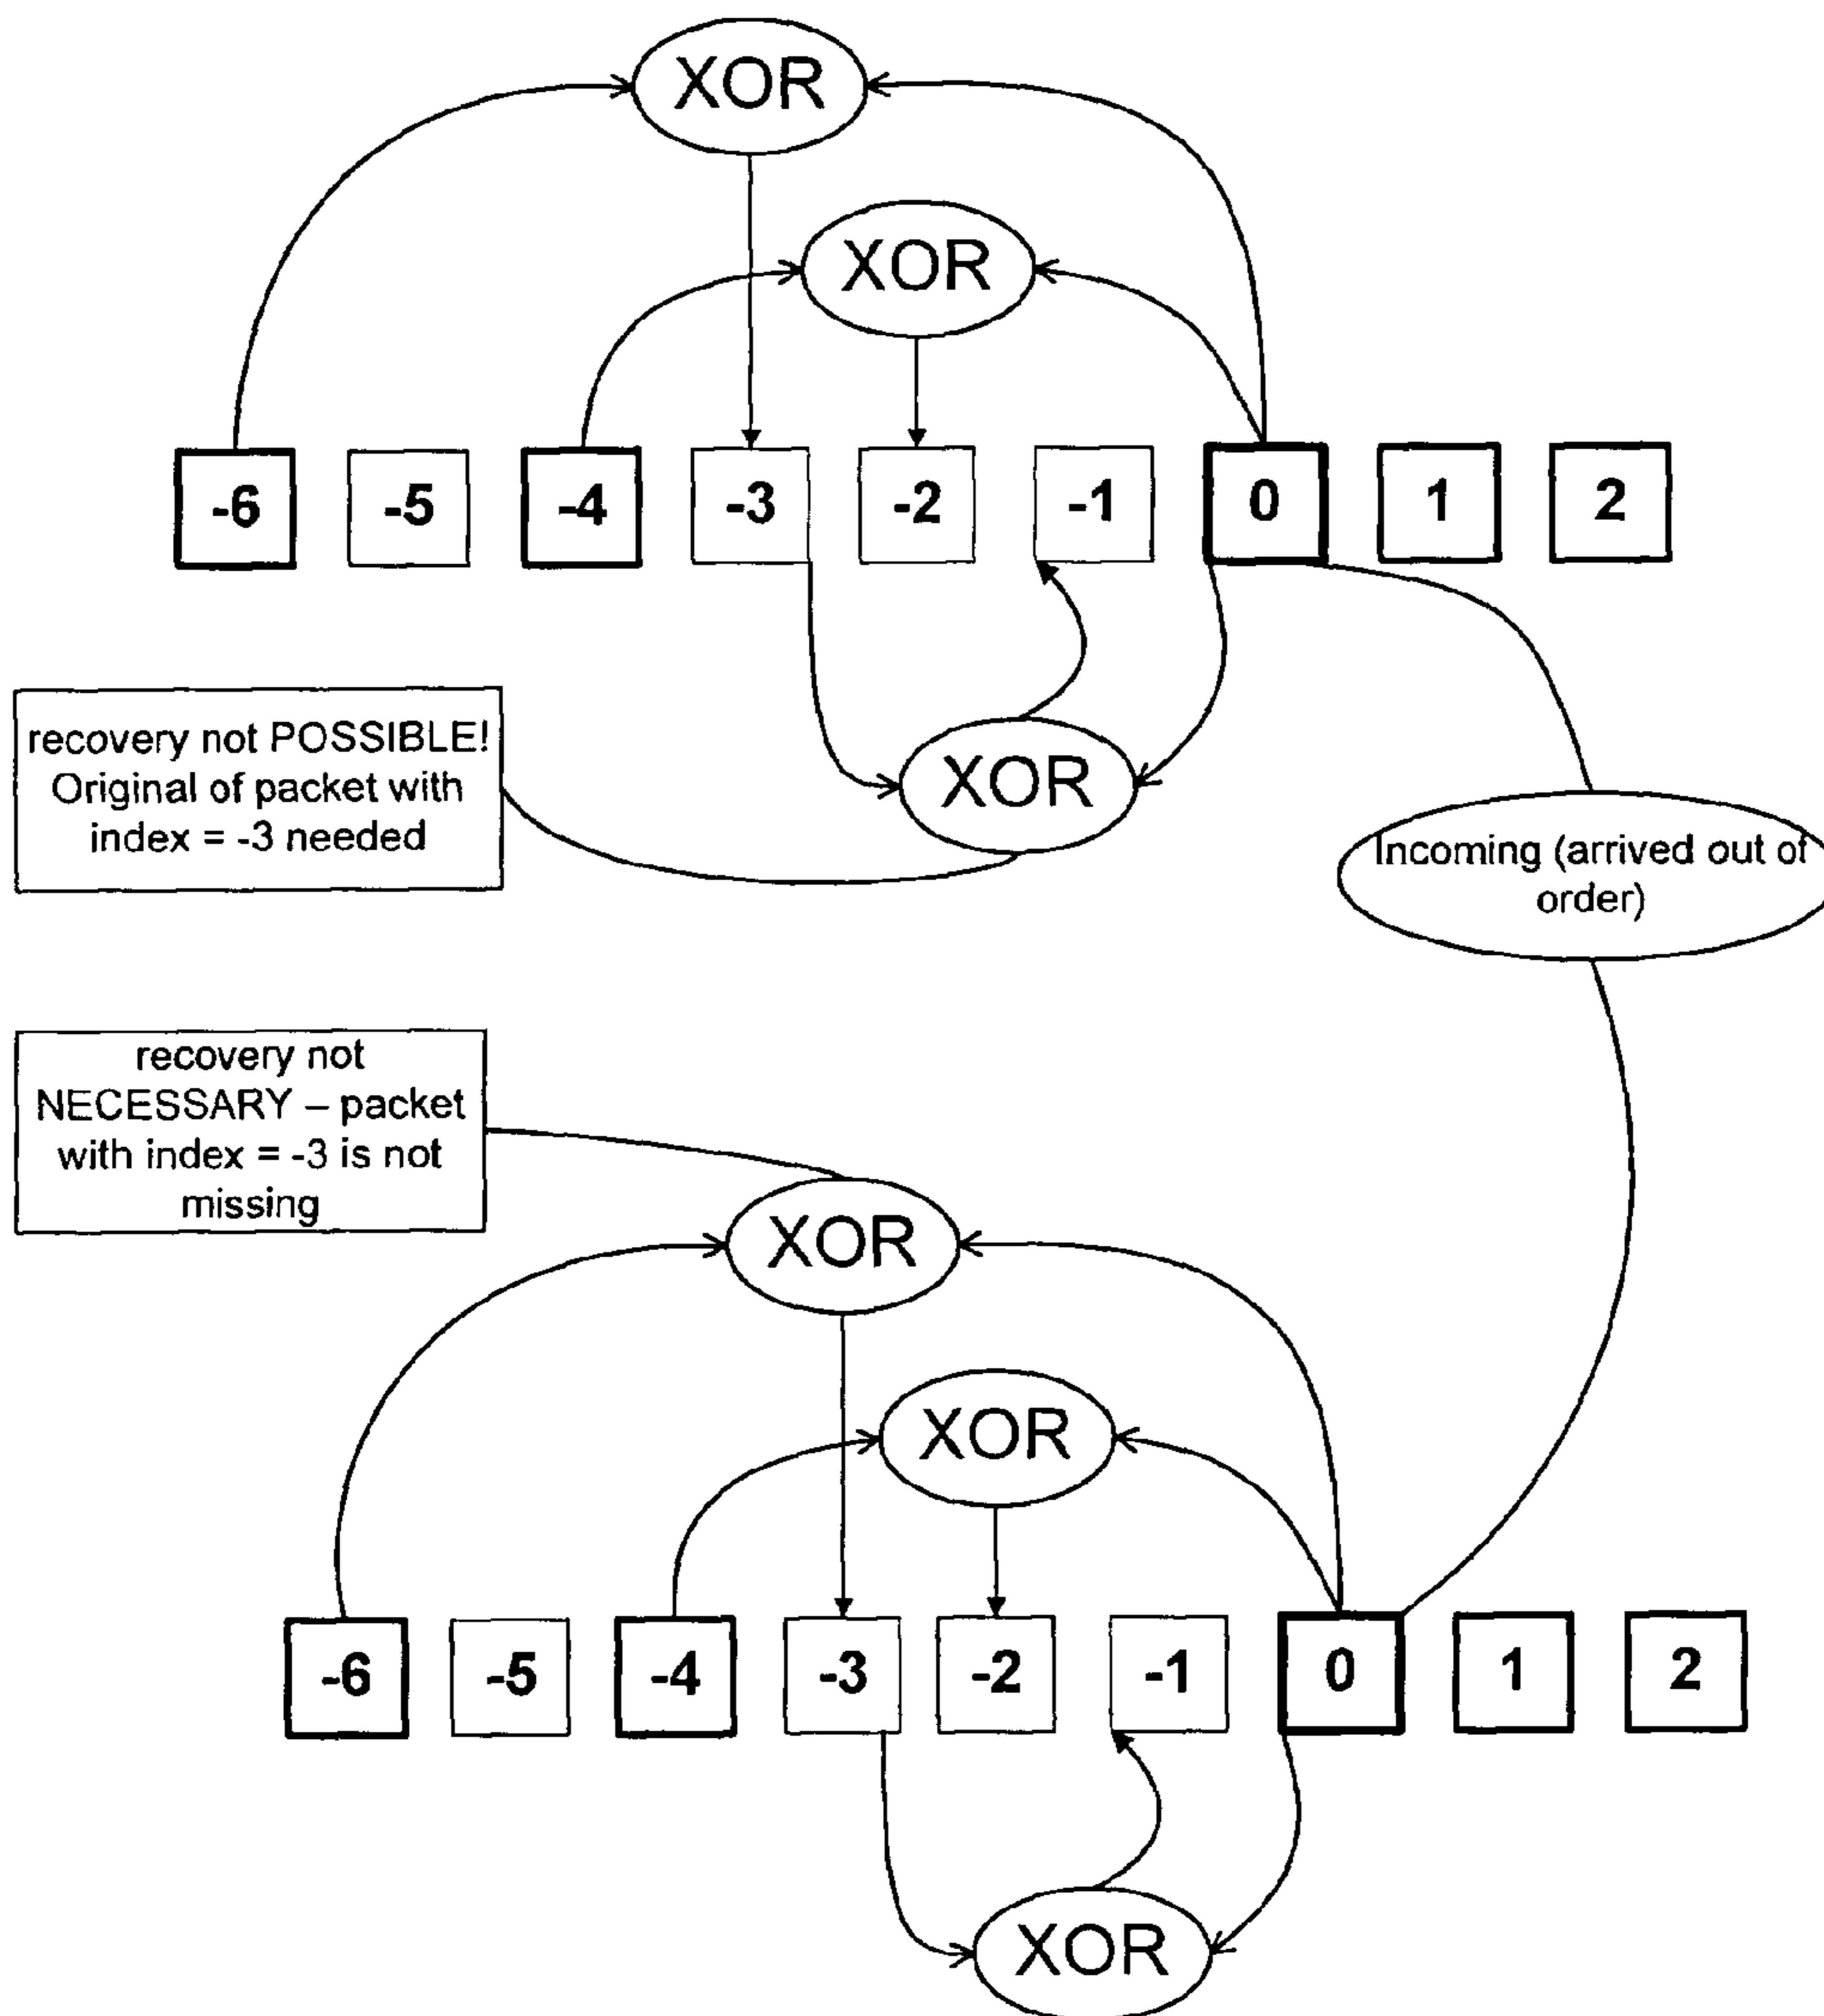 XOR
XOR
-6 -5 -4 -3 -2 -1 0 1 2
recovery not POSSIBLE!
Original of packet with
index = -3 needed
XOR
Incoming (arrived out of
order)
recovery not
NECESSARY – packet
with index = -3 is not
missing
XOR
XOR
-6 -5 -4 -3 -2 -1 0 1 2
XOR